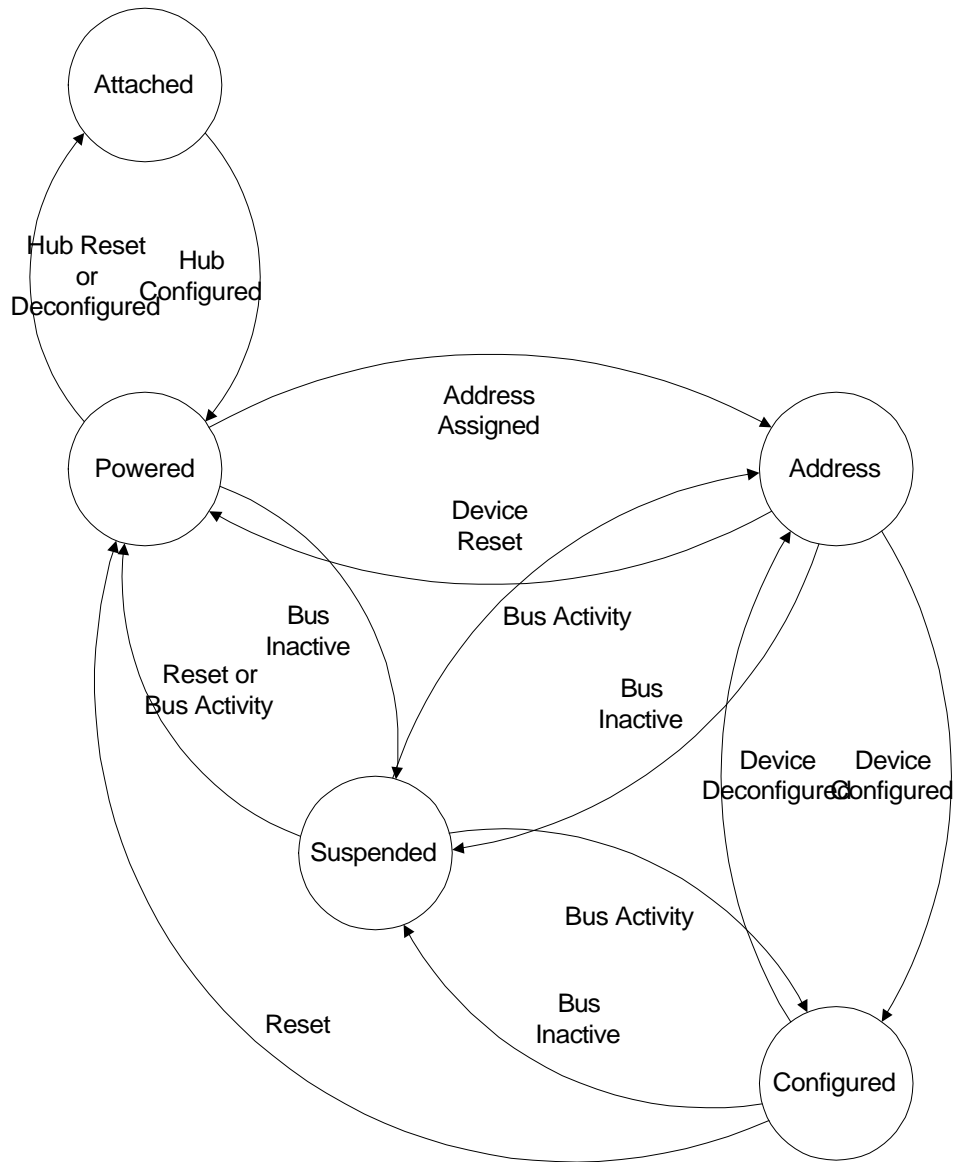 Attached
Hub Reset
or
Deconfigured
Hub
Configured
Address
Assigned
Powered
Address
Device
Reset
Bus
Inactive
Bus Activity
Reset or
Bus Activity
Bus
Inactive
Device
Deconfigured
Device
Configured
Suspended
Bus Activity
Bus
Inactive
Reset
Configured